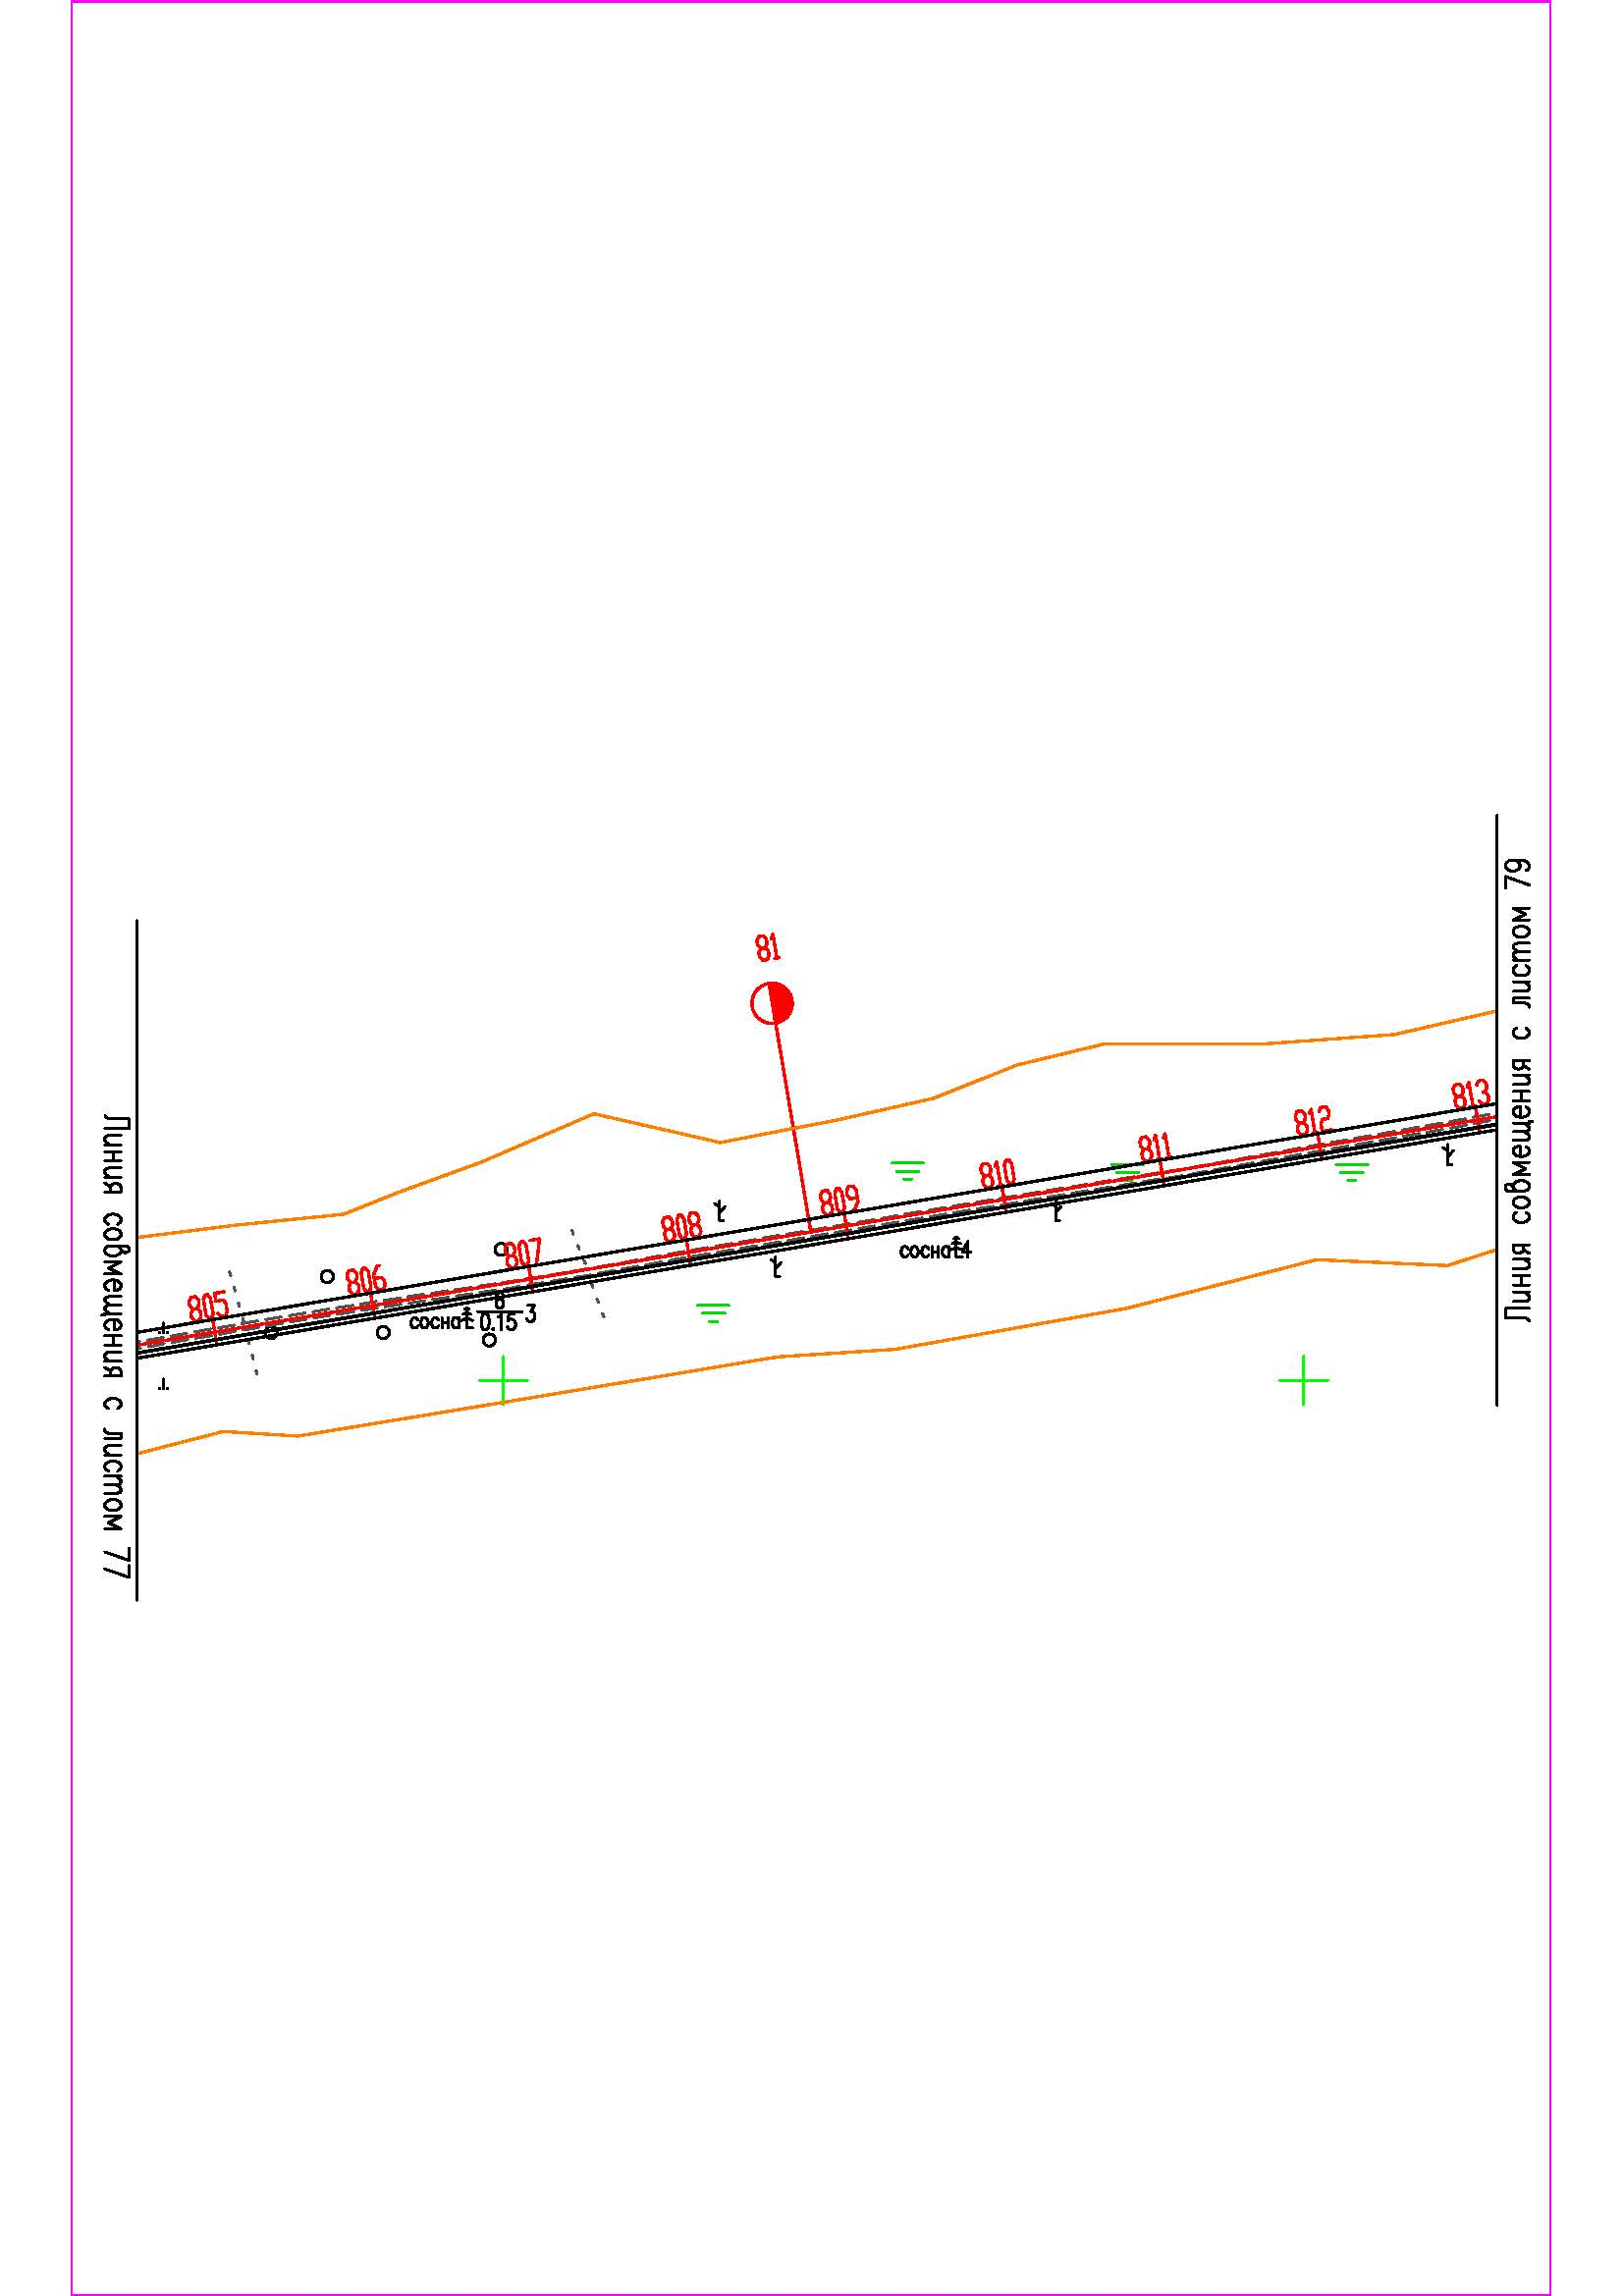 Линия совмещения с листом 79
81
813
812
811
810
809
808
807
806
805
сосна 4
сосна 8
0.15 3
Линия совмещения с листом 77